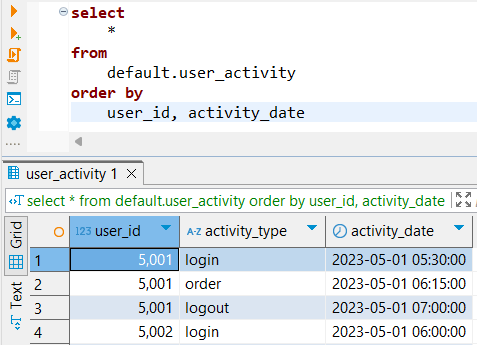 select
*
from
default.user_activity
order by
user_id, activity_date
user_activity 1
select * from default.user_activity order by user_id, activity_date
Grid
Text
123 user_id A-Z activity_type activity_date
1 5,001 login 2023-05-01 05:30:00
2 5,001 order 2023-05-01 06:15:00
3 5,001 logout 2023-05-01 07:00:00
4 5,002 login 2023-05-01 06:00:00